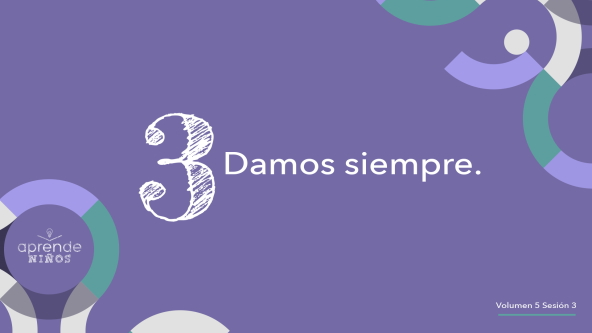 3 Damos siempre.
aprende
NIÑOS
Volumen 5 Sesión 3